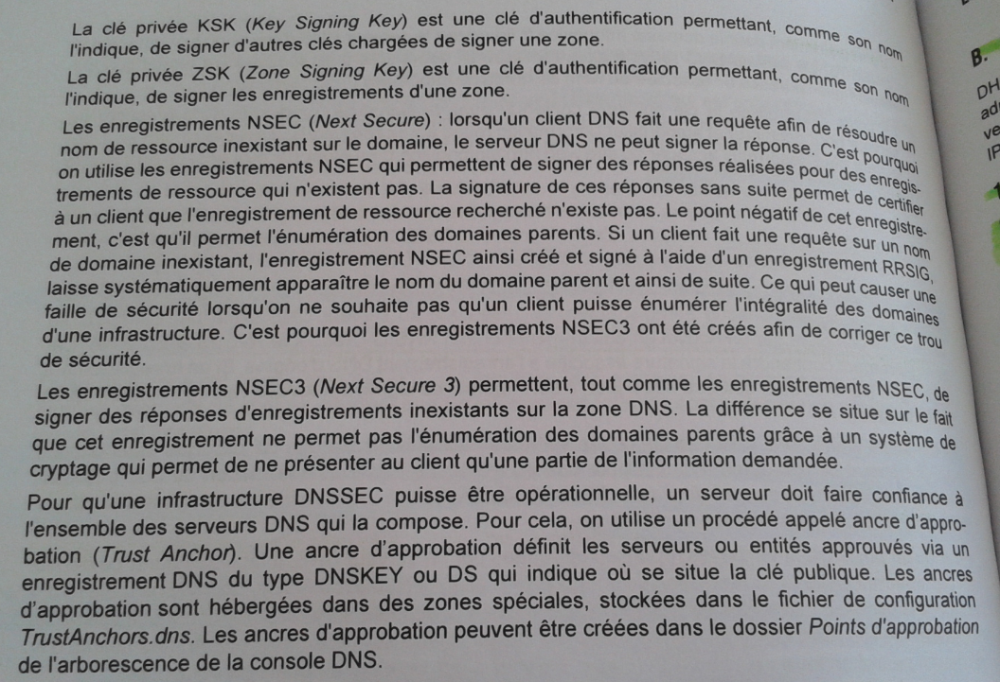 La clé privée KSK (Key Signing Key) est une clé d'authentification permettant, comme son nom
l'indique, de signer d'autres clés chargées de signer une zone.
La clé privée ZSK (Zone Signing Key) est une clé d'authentification permettant, comme son nom
l'indique, de signer les enregistrements d'une zone.
Les enregistrements NSEC (Next Secure) : lorsqu'un client DNS fait une requête afin de résoudre un
nom de ressource inexistant sur le domaine, le serveur DNS ne peut signer la réponse. C'est pourquoi
on utilise les enregistrements NSEC qui permettent de signer des réponses réalisées pour des enregis-
trements de ressource qui n'existent pas. La signature de ces réponses sans suite permet de certifier
à un client que l'enregistrement de ressource recherché n'existe pas. Le point négatif de cet enregistre-
ment, c'est qu'il permet l'énumération des domaines parents. Si un client fait une requête sur un nom
de domaine inexistant, l'enregistrement NSEC ainsi créé et signé à l'aide d'un enregistrement RRSIG,
laisse systématiquement apparaître le nom du domaine parent et ainsi de suite. Ce qui peut causer une
faille de sécurité lorsqu'on ne souhaite pas qu'un client puisse énumérer l'intégralité des domaines
d'une infrastructure. C'est pourquoi les enregistrements NSEC3 ont été créés afin de corriger ce trou
de sécurité.
Les enregistrements NSEC3 (Next Secure 3) permettent, tout comme les enregistrements NSEC, de
signer des réponses d'enregistrements inexistants sur la zone DNS. La différence se situe sur le fait
que cet enregistrement ne permet pas l'énumération des domaines parents grâce à un système de
cryptage qui permet de ne présenter au client qu'une partie de l'information demandée.
Pour qu'une infrastructure DNSSEC puisse être opérationnelle, un serveur doit faire confiance à
l'ensemble des serveurs DNS qui la compose. Pour cela, on utilise un procédé appelé ancre d'appro-
bation (Trust Anchor). Une ancre d'approbation définit les serveurs ou entités approuvés via un
enregistrement DNS du type DNSKEY ou DS qui indique où se situe la clé publique. Les ancres
d'approbation sont hébergées dans des zones spéciales, stockées dans le fichier de configuration
TrustAnchors.dns. Les ancres d'approbation peuvent être créées dans le dossier Points d'approbation
de l'arborescence de la console DNS.
B.
DH